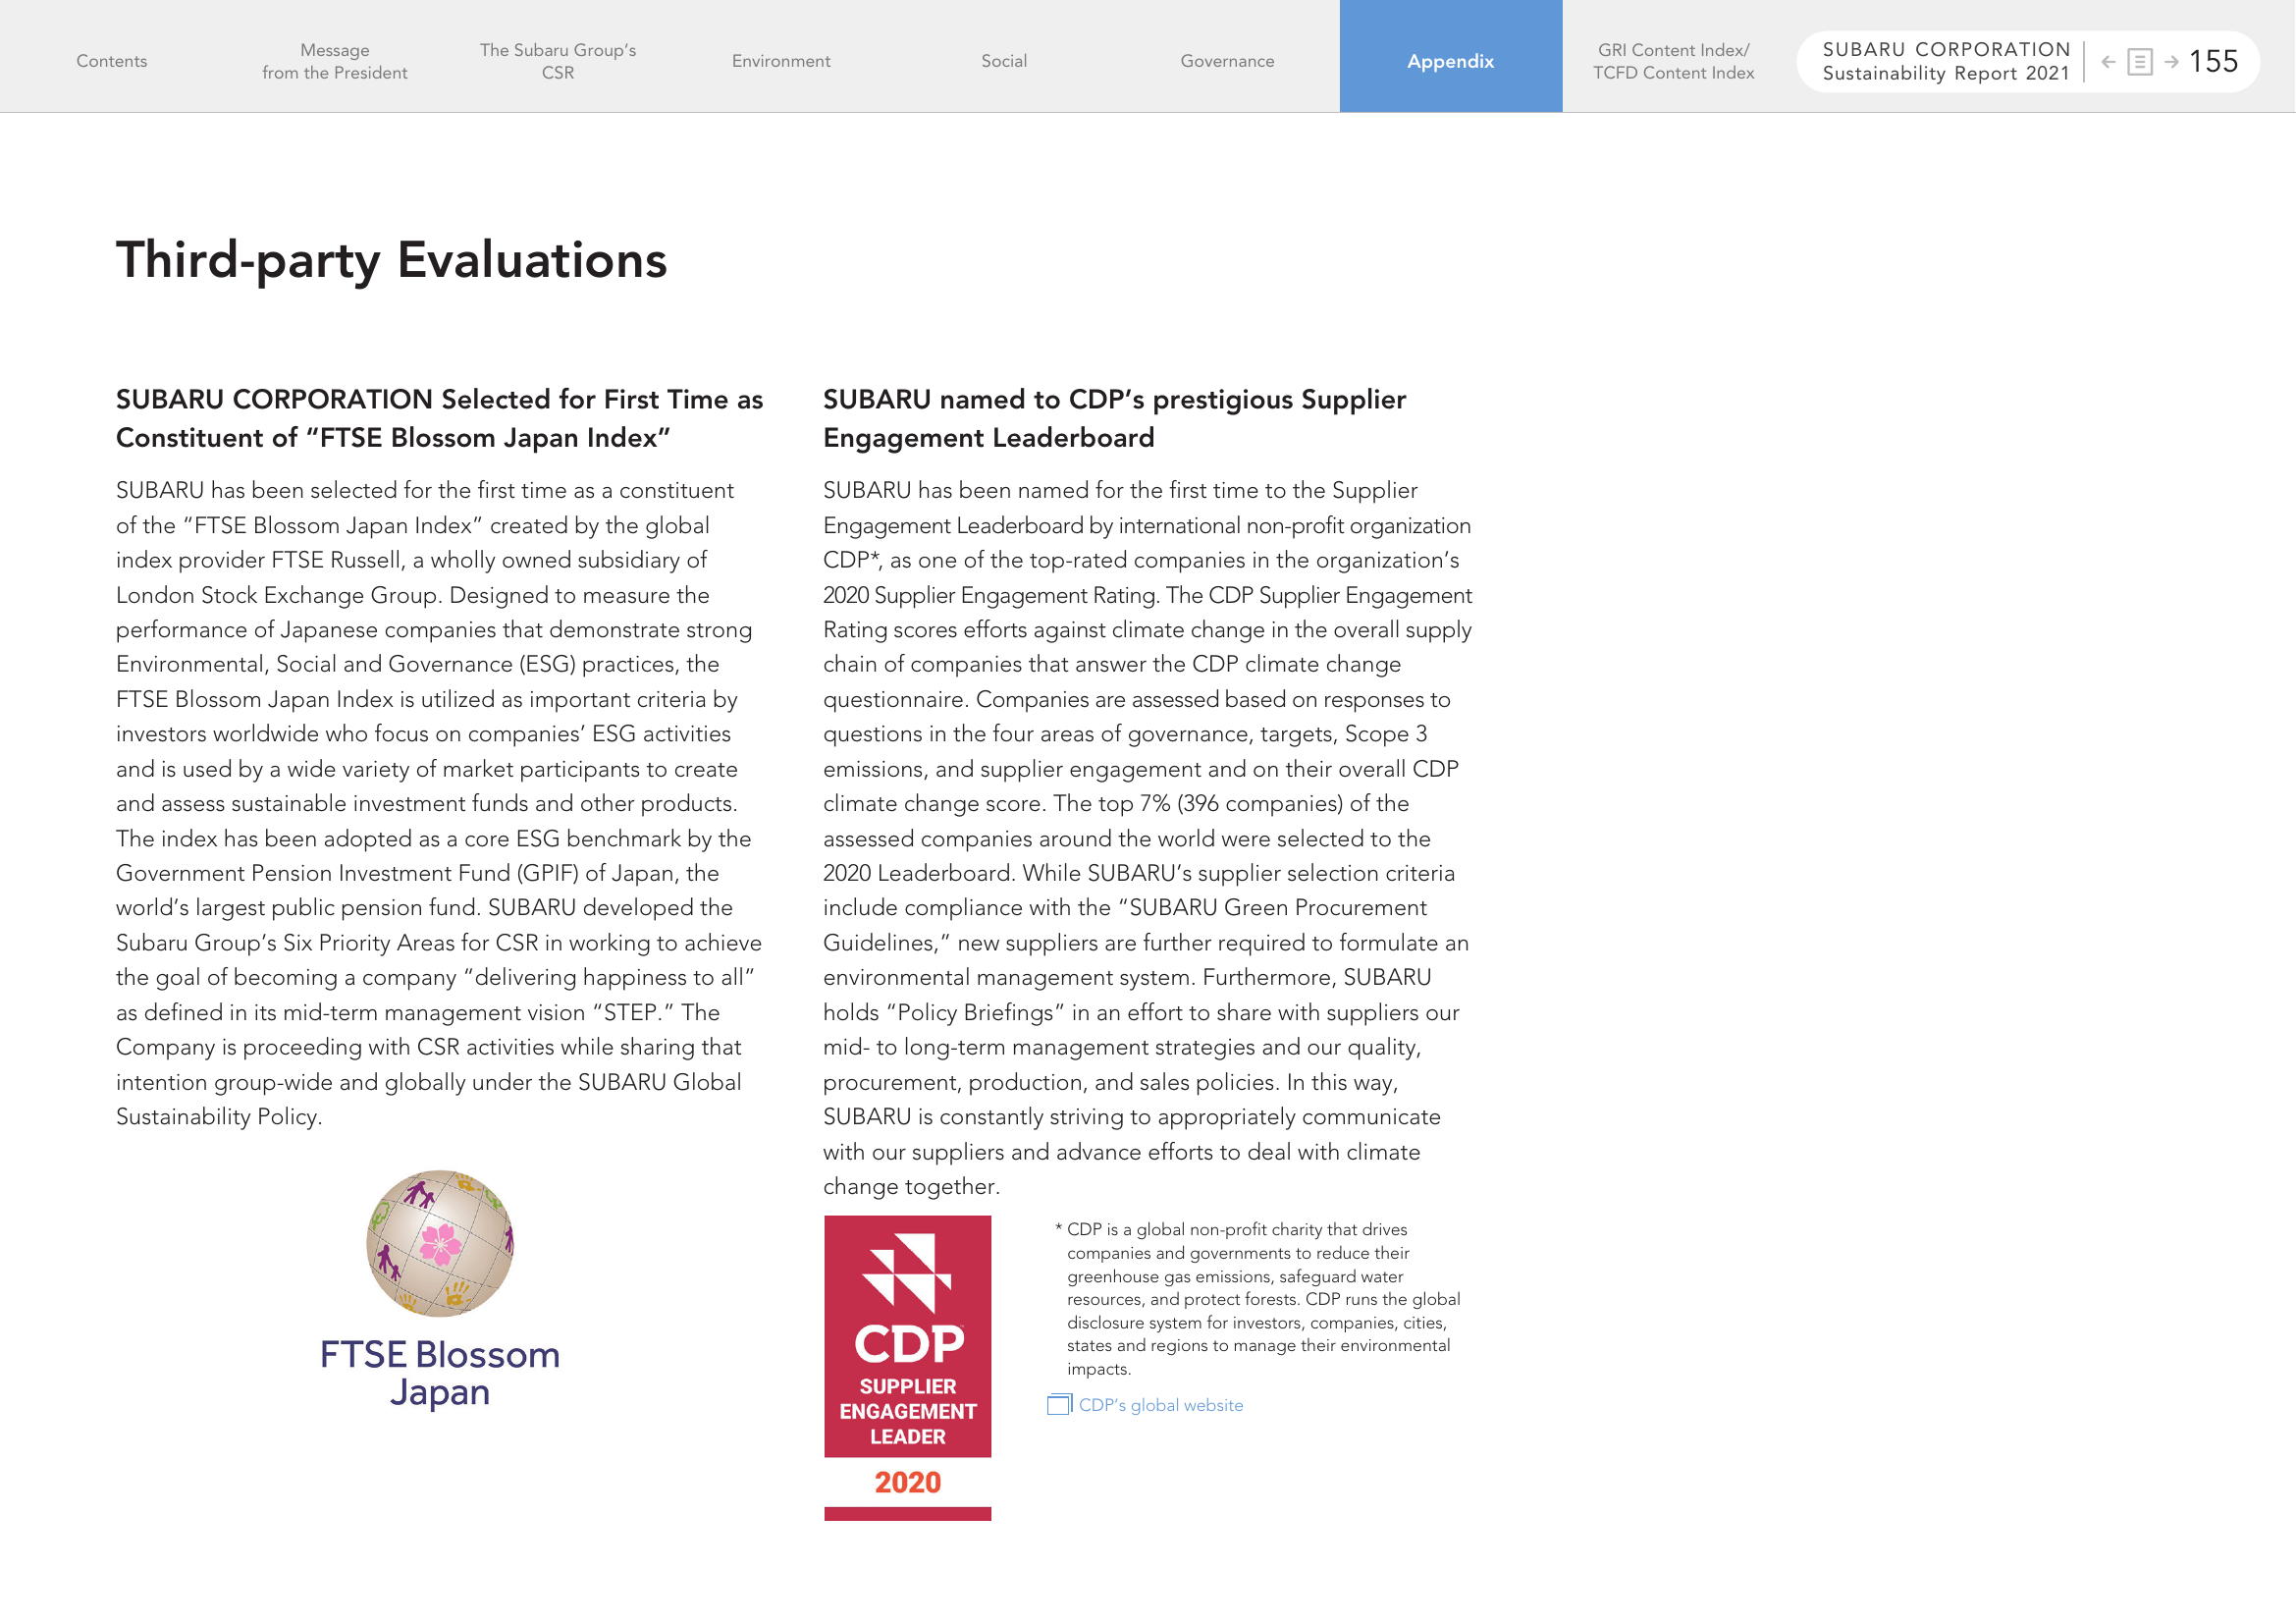 Contents
Message
from the President
The Subaru Group’s
CSR
Environment
Social
Governance
Appendix
GRI Content Index/
TCFD Content Index
SUBARU CORPORATION
Sustainability Report 2021
155
Third-party Evaluations
SUBARU CORPORATION Selected for First Time as
Constituent of “FTSE Blossom Japan Index”
SUBARU has been selected for the first time as a constituent
of the “FTSE Blossom Japan Index” created by the global
index provider FTSE Russell, a wholly owned subsidiary of
London Stock Exchange Group. Designed to measure the
performance of Japanese companies that demonstrate strong
Environmental, Social and Governance (ESG) practices, the
FTSE Blossom Japan Index is utilized as important criteria by
investors worldwide who focus on companies’ ESG activities
and is used by a wide variety of market participants to create
and assess sustainable investment funds and other products.
The index has been adopted as a core ESG benchmark by the
Government Pension Investment Fund (GPIF) of Japan, the
world’s largest public pension fund. SUBARU developed the
Subaru Group’s Six Priority Areas for CSR in working to achieve
the goal of becoming a company “delivering happiness to all”
as defined in its mid-term management vision “STEP.” The
Company is proceeding with CSR activities while sharing that
intention group-wide and globally under the SUBARU Global
Sustainability Policy.
FTSE Blossom
Japan
SUBARU named to CDP’s prestigious Supplier
Engagement Leaderboard
SUBARU has been named for the first time to the Supplier
Engagement Leaderboard by international non-profit organization
CDP*, as one of the top-rated companies in the organization’s
2020 Supplier Engagement Rating. The CDP Supplier Engagement
Rating scores efforts against climate change in the overall supply
chain of companies that answer the CDP climate change
questionnaire. Companies are assessed based on responses to
questions in the four areas of governance, targets, Scope 3
emissions, and supplier engagement and on their overall CDP
climate change score. The top 7% (396 companies) of the
assessed companies around the world were selected to the
2020 Leaderboard. While SUBARU’s supplier selection criteria
include compliance with the “SUBARU Green Procurement
Guidelines,” new suppliers are further required to formulate an
environmental management system. Furthermore, SUBARU
holds “Policy Briefings” in an effort to share with suppliers our
mid- to long-term management strategies and our quality,
procurement, production, and sales policies. In this way,
SUBARU is constantly striving to appropriately communicate
with our suppliers and advance efforts to deal with climate
change together.
CDP
SUPPLIER
ENGAGEMENT
LEADER
2020
* CDP is a global non-profit charity that drives
companies and governments to reduce their
greenhouse gas emissions, safeguard water
resources, and protect forests. CDP runs the global
disclosure system for investors, companies, cities,
states and regions to manage their environmental
impacts.
CDP’s global website